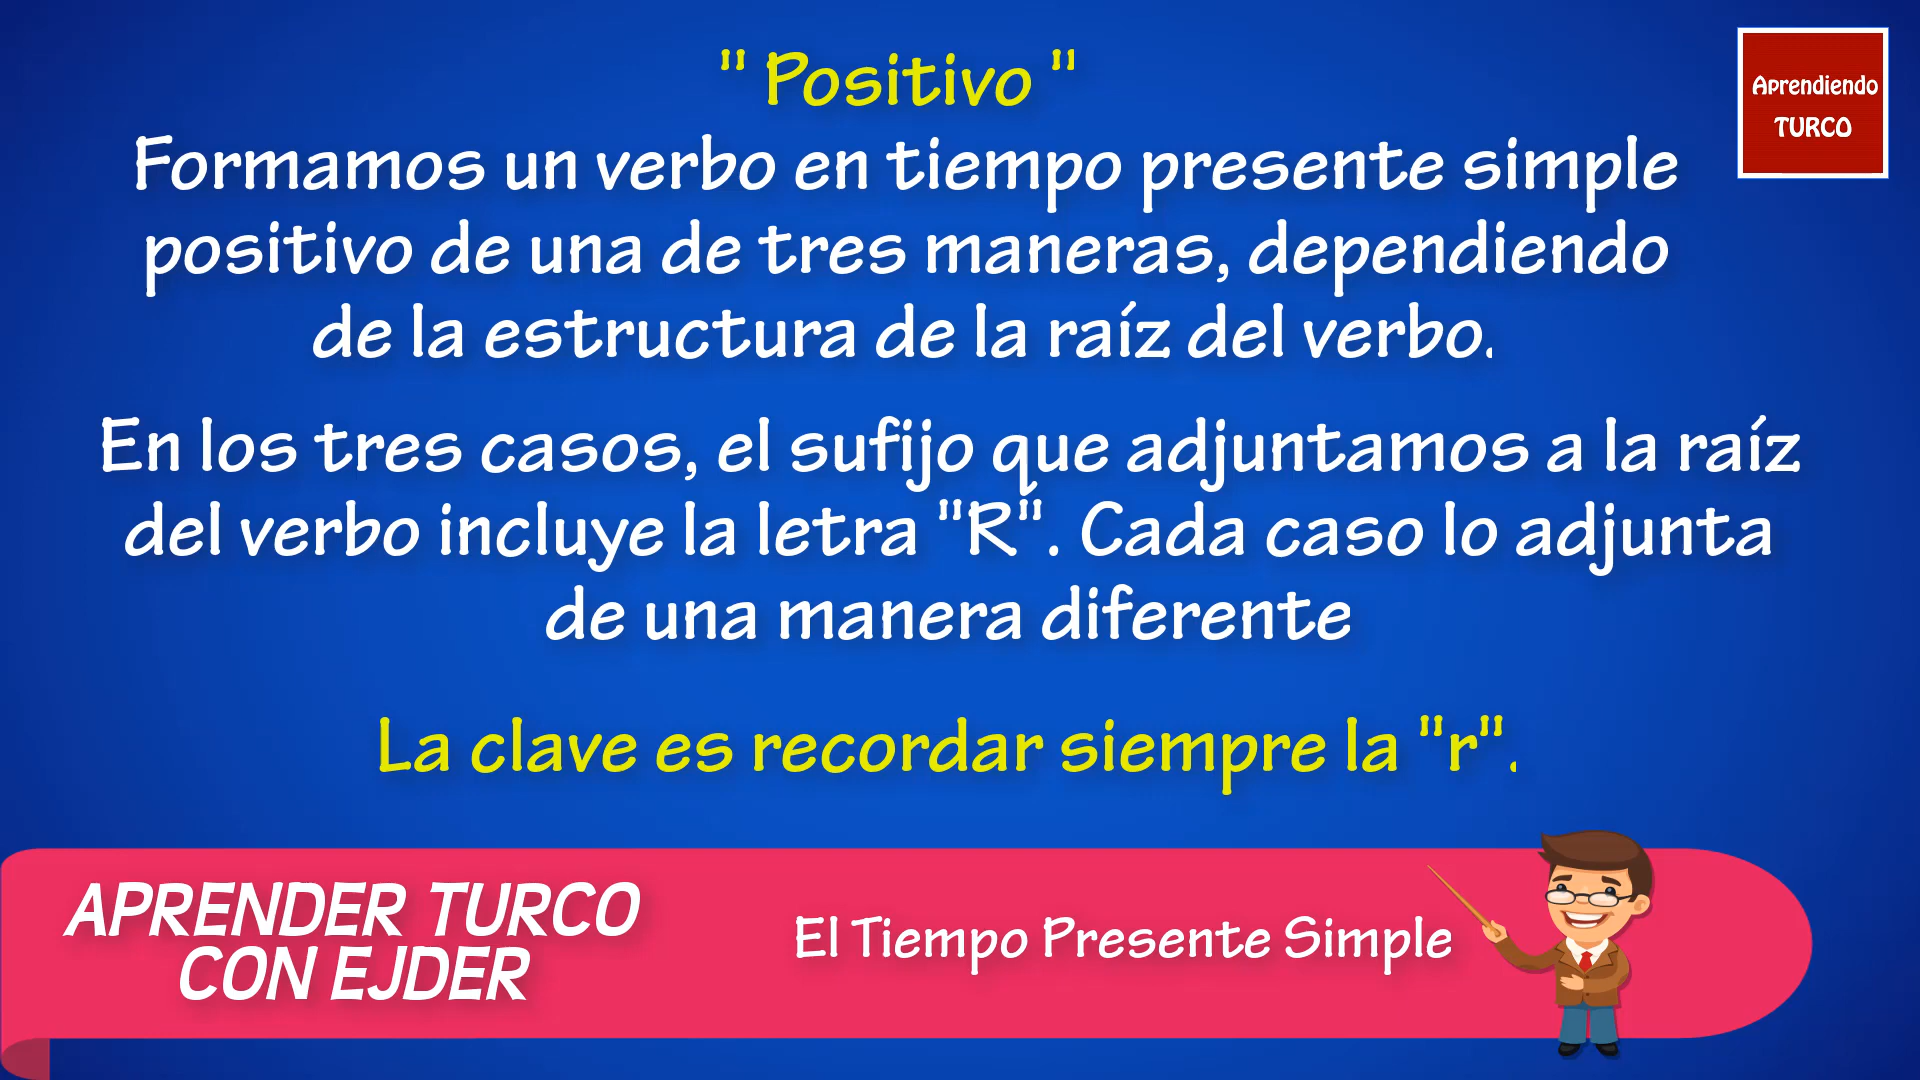 " Positivo "
Aprendiendo
TURCO
Formamos un verbo en tiempo presente simple
positivo de una de tres maneras, dependiendo
de la estructura de la raíz del verbo.
En los tres casos, el sufijo que adjuntamos a la raíz
del verbo incluye la letra "R". Cada caso lo adjunta
de una manera diferente
La clave es recordar siempre la "r".
APRENDER TURCO
CON EJDER
El Tiempo Presente Simple